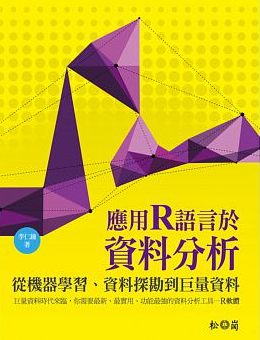 應用R語言於
資料分析
李仁鐘
著
從機器學習、資料探勘到巨量資料
巨量資料時代來臨，你需要最新、最實用、功能最強的資料分析工具－R軟體
松崗